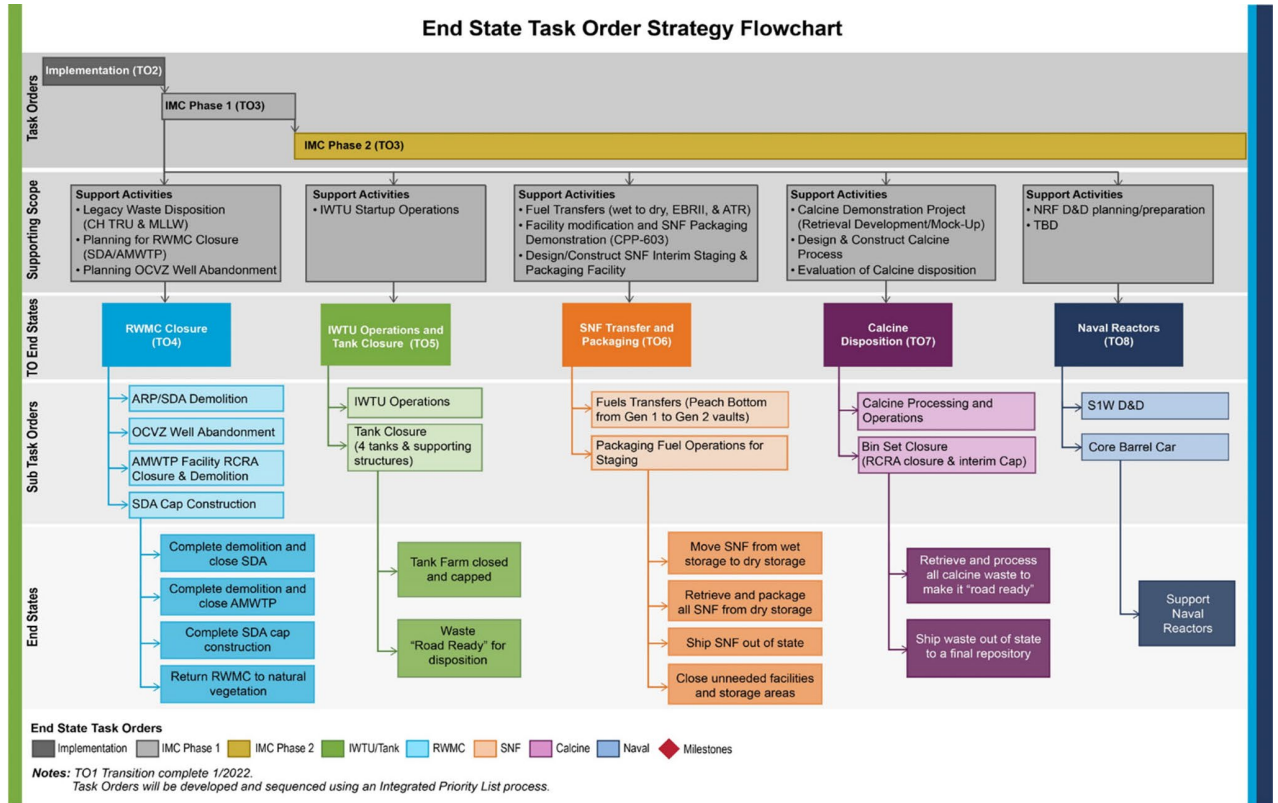 End State Task Order Strategy Flowchart
Task Orders
Implementation (TO2)
IMC Phase 1 (TO3)
IMC Phase 2 (TO3)
Supporting Scope
Support Activities
• Legacy Waste Disposition
(CH TRU & MLLW)
• Planning for RWMC Closure
(SDA/AMWTP)
• Planning OCVZ Well Abandonment
Support Activities
• IWTU Startup Operations
Support Activities
• Fuel Transfers (wet to dry, EBRII, & ATR)
• Facility modification and SNF Packaging
Demonstration (CPP-603)
• Design/Construct SNF Interim Staging &
Packaging Facility
Support Activities
• Calcine Demonstration Project
(Retrieval Development/Mock-Up)
• Design & Construct Calcine
Process
• Evaluation of Calcine disposition
Support Activities
• NRF D&D planning/preparation
• TBD
TO End States
RWMC Closure
(TO4)
IWTU Operations and
Tank Closure (TO5)
SNF Transfer and
Packaging (TO6)
Calcine
Disposition (TO7)
Naval Reactors
(TO8)
Sub Task Orders
ARP/SDA Demolition
OCVZ Well Abandonment
AMWTP Facility RCRA
Closure & Demolition
SDA Cap Construction
IWTU Operations
Tank Closure
(4 tanks & supporting
structures)
Fuels Transfers (Peach Bottom
from Gen 1 to Gen 2 vaults)
Packaging Fuel Operations for
Staging
Calcine Processing and
Operations
Bin Set Closure
(RCRA closure & interim Cap)
S1W D&D
Core Barrel Car
End States
Complete demolition and
close SDA
Complete demolition and
close AMWTP
Complete SDA cap
construction
Return RWMC to natural
vegetation
Tank Farm closed
and capped
Waste
"Road Ready" for
disposition
Move SNF from wet
storage to dry storage
Retrieve and package
all SNF from dry storage
Ship SNF out of state
Close unneeded facilities
and storage areas
Retrieve and process
all calcine waste to
make it "road ready"
Ship waste out of state
to a final repository
Support
Naval
Reactors
End State Task Orders
Implementation
IMC Phase 1
IMC Phase 2
IWTU/Tank
RWMC
SNF
Calcine
Naval
Milestones
Notes: TO1 Transition complete 1/2022.
Task Orders will be developed and sequenced using an Integrated Priority List process.